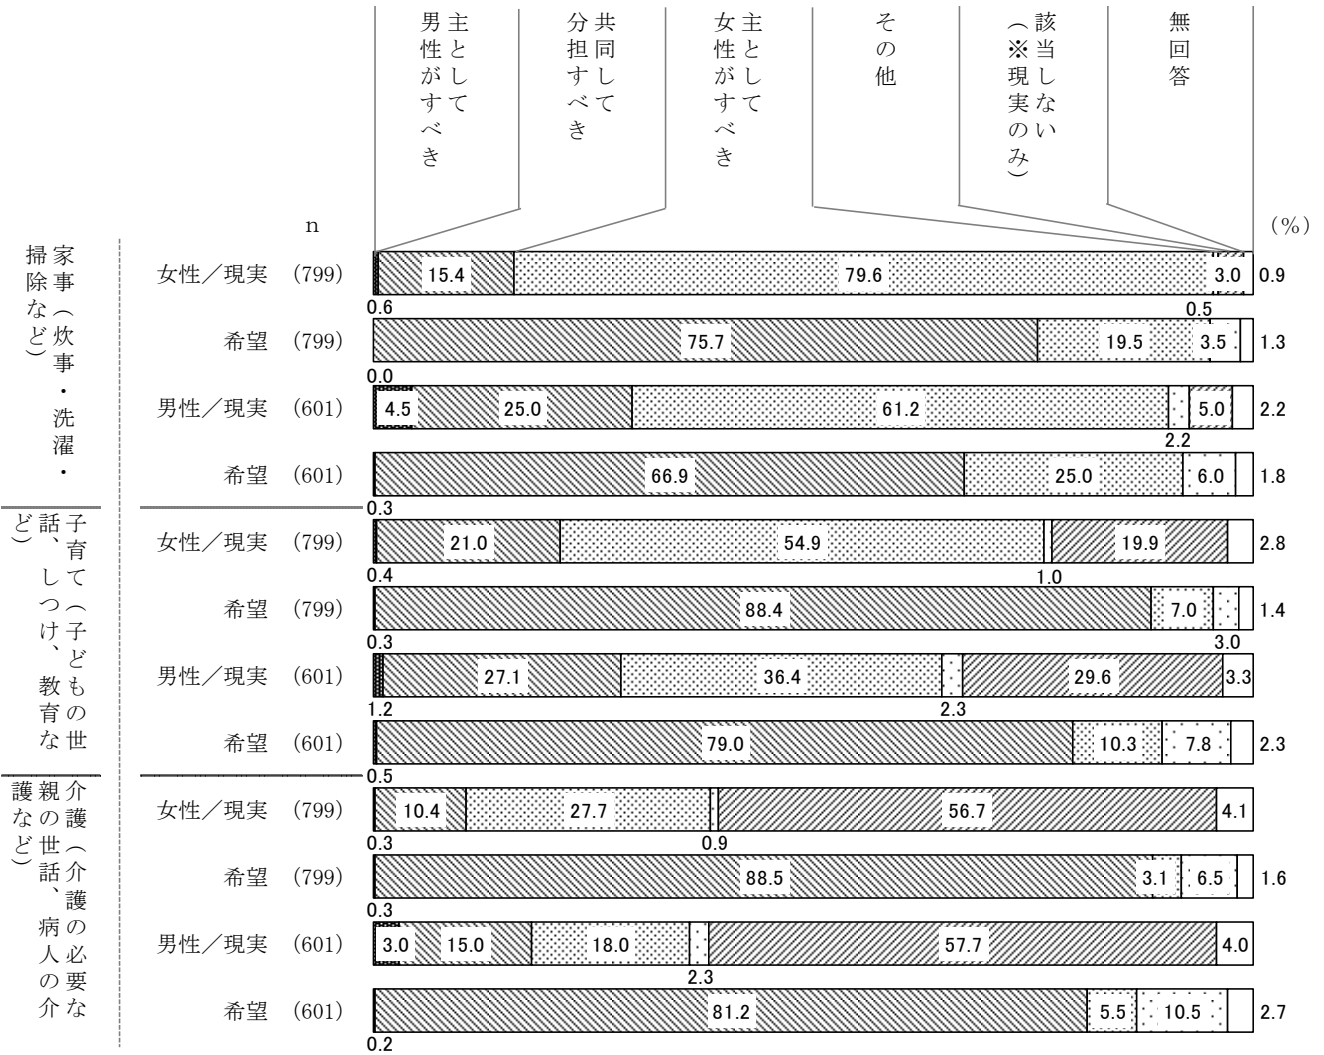 主として
男性がすべき
共同して
分担すべき
主として
女性がすべき
その他
該当しない
（※現実のみ）
無回答
n
(%)
家事（炊事・洗濯・
掃除など）
女性／現実 (799) 15.4 79.6 3.0 0.9
0.6 0.5
希望 (799) 75.7 19.5 3.5 1.3
0.0
男性／現実 (601) 4.5 25.0 61.2 5.0 2.2
2.2
希望 (601) 66.9 25.0 6.0 1.8
0.3
子育て（子どもの世
話、しつけ、教育な
ど）
女性／現実 (799) 21.0 54.9 19.9 2.8
0.4 1.0
希望 (799) 88.4 7.0 1.4
0.3 3.0
男性／現実 (601) 27.1 36.4 29.6 3.3
1.2 2.3
希望 (601) 79.0 10.3 7.8 2.3
0.5
介護（介護の必要な
親の世話、病人の介
護など）
女性／現実 (799) 10.4 27.7 56.7 4.1
0.3 0.9
希望 (799) 88.5 3.1 6.5 1.6
0.3
男性／現実 (601) 3.0 15.0 18.0 57.7 4.0
2.3
希望 (601) 81.2 5.5 10.5 2.7
0.2